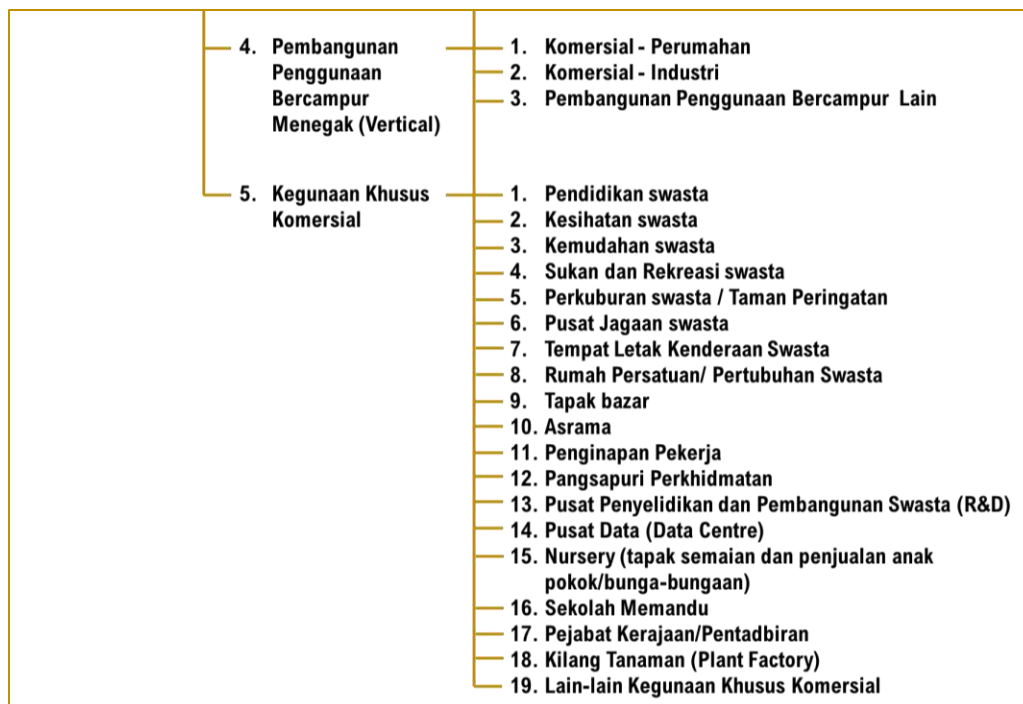 4. Pembangunan
Penggunaan
Bercampur
Menegak (Vertical)
1. Komersial - Perumahan
2. Komersial - Industri
3. Pembangunan Penggunaan Bercampur Lain
5. Kegunaan Khusus
Komersial
1. Pendidikan swasta
2. Kesihatan swasta
3. Kemudahan swasta
4. Sukan dan Rekreasi swasta
5. Perkuburan swasta / Taman Peringatan
6. Pusat Jagaan swasta
7. Tempat Letak Kenderaan Swasta
8. Rumah Persatuan/ Pertubuhan Swasta
9. Tapak bazar
10. Asrama
11. Penginapan Pekerja
12. Pangsapuri Perkhidmatan
13. Pusat Penyelidikan dan Pembangunan Swasta (R&D)
14. Pusat Data (Data Centre)
15. Nursery (tapak semaian dan penjualan anak
pokok/bunga-bungaan)
16. Sekolah Memandu
17. Pejabat Kerajaan/Pentadbiran
18. Kilang Tanaman (Plant Factory)
19. Lain-lain Kegunaan Khusus Komersial